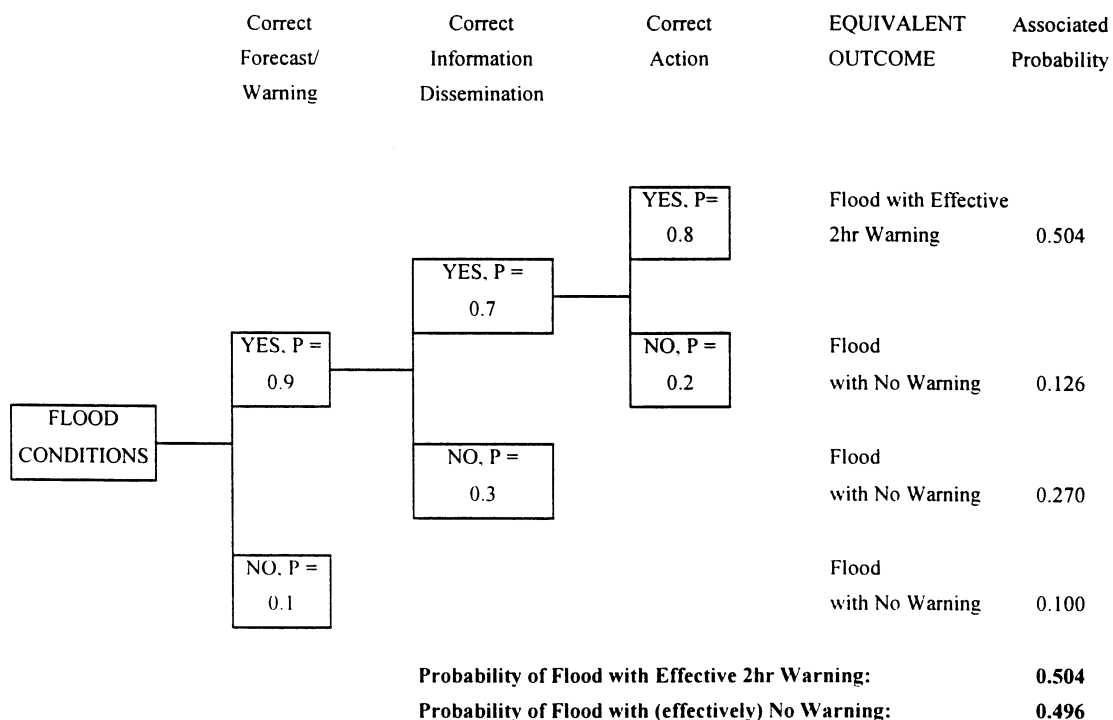 Correct Correct Correct EQUIVALENT Associated
Forecast/ Information Action OUTCOME Probability
Warning Dissemination
YES, P= Flood with Effective
0.8 2hr Warning 0.504
YES, P =
0.7
YES, P = NO, P = Flood
0.9 0.2 with No Warning 0.126
FLOOD
CONDITIONS
NO, P = Flood
0.3 with No Warning 0.270
NO, P = Flood
0.1 with No Warning 0.100
Probability of Flood with Effective 2hr Warning: 0.504
Probability of Flood with (effectively) No Warning: 0.496